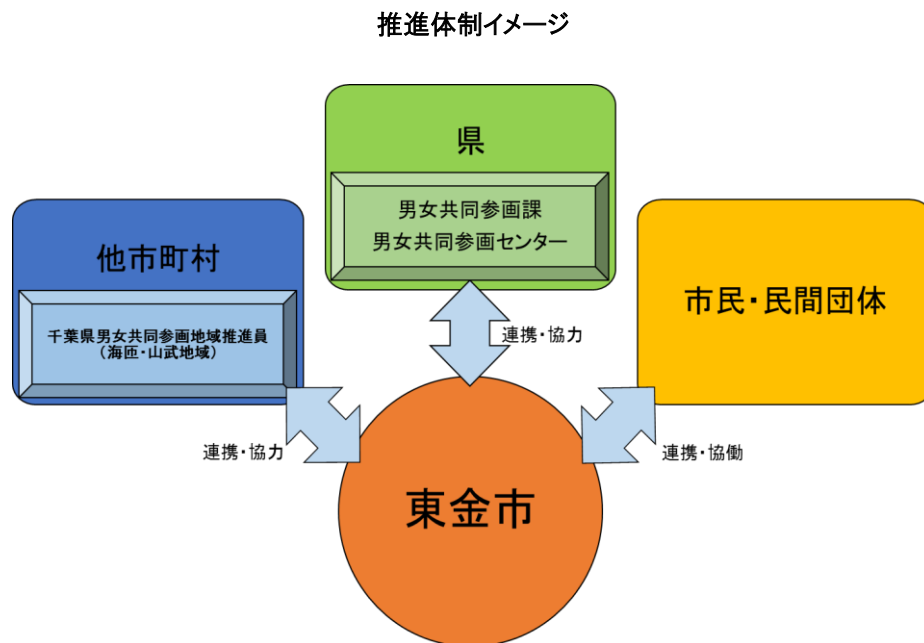 推進体制イメージ
県
男女共同参画課
男女共同参画センター
他市町村
千葉県男女共同参画地域推進員
（海匝・山武地域）
市民・民間団体
連携・協力
連携・協力
連携・協働
東金市